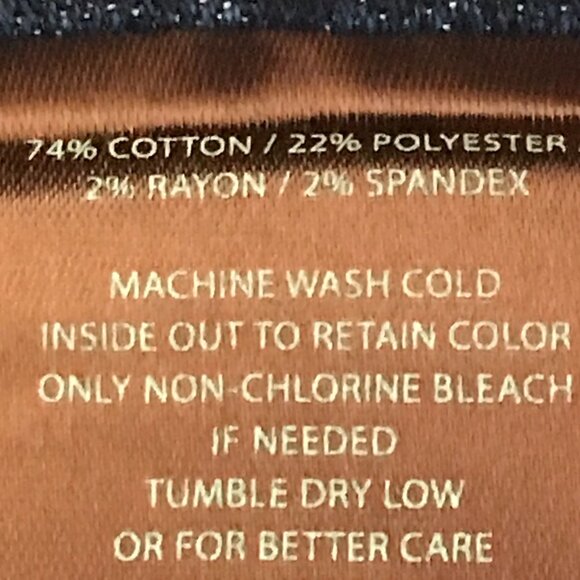 74% COTTON / 22% POLYESTER /
2% RAYON / 2% SPANDEX
MACHINE WASH COLD
INSIDE OUT TO RETAIN COLOR
ONLY NON-CHLORINE BLEACH
IF NEEDED
TUMBLE DRY LOW
OR FOR BETTER CARE